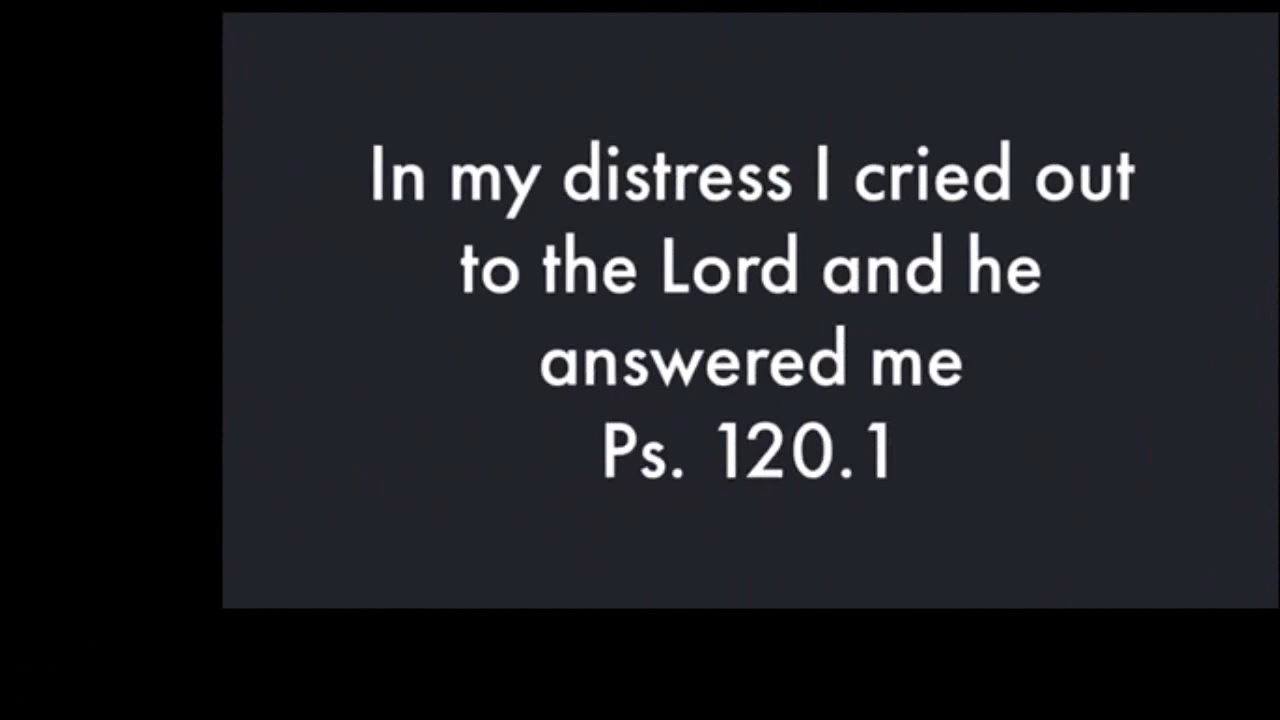 In my distress I cried out
to the Lord and he
answered me
Ps. 120.1